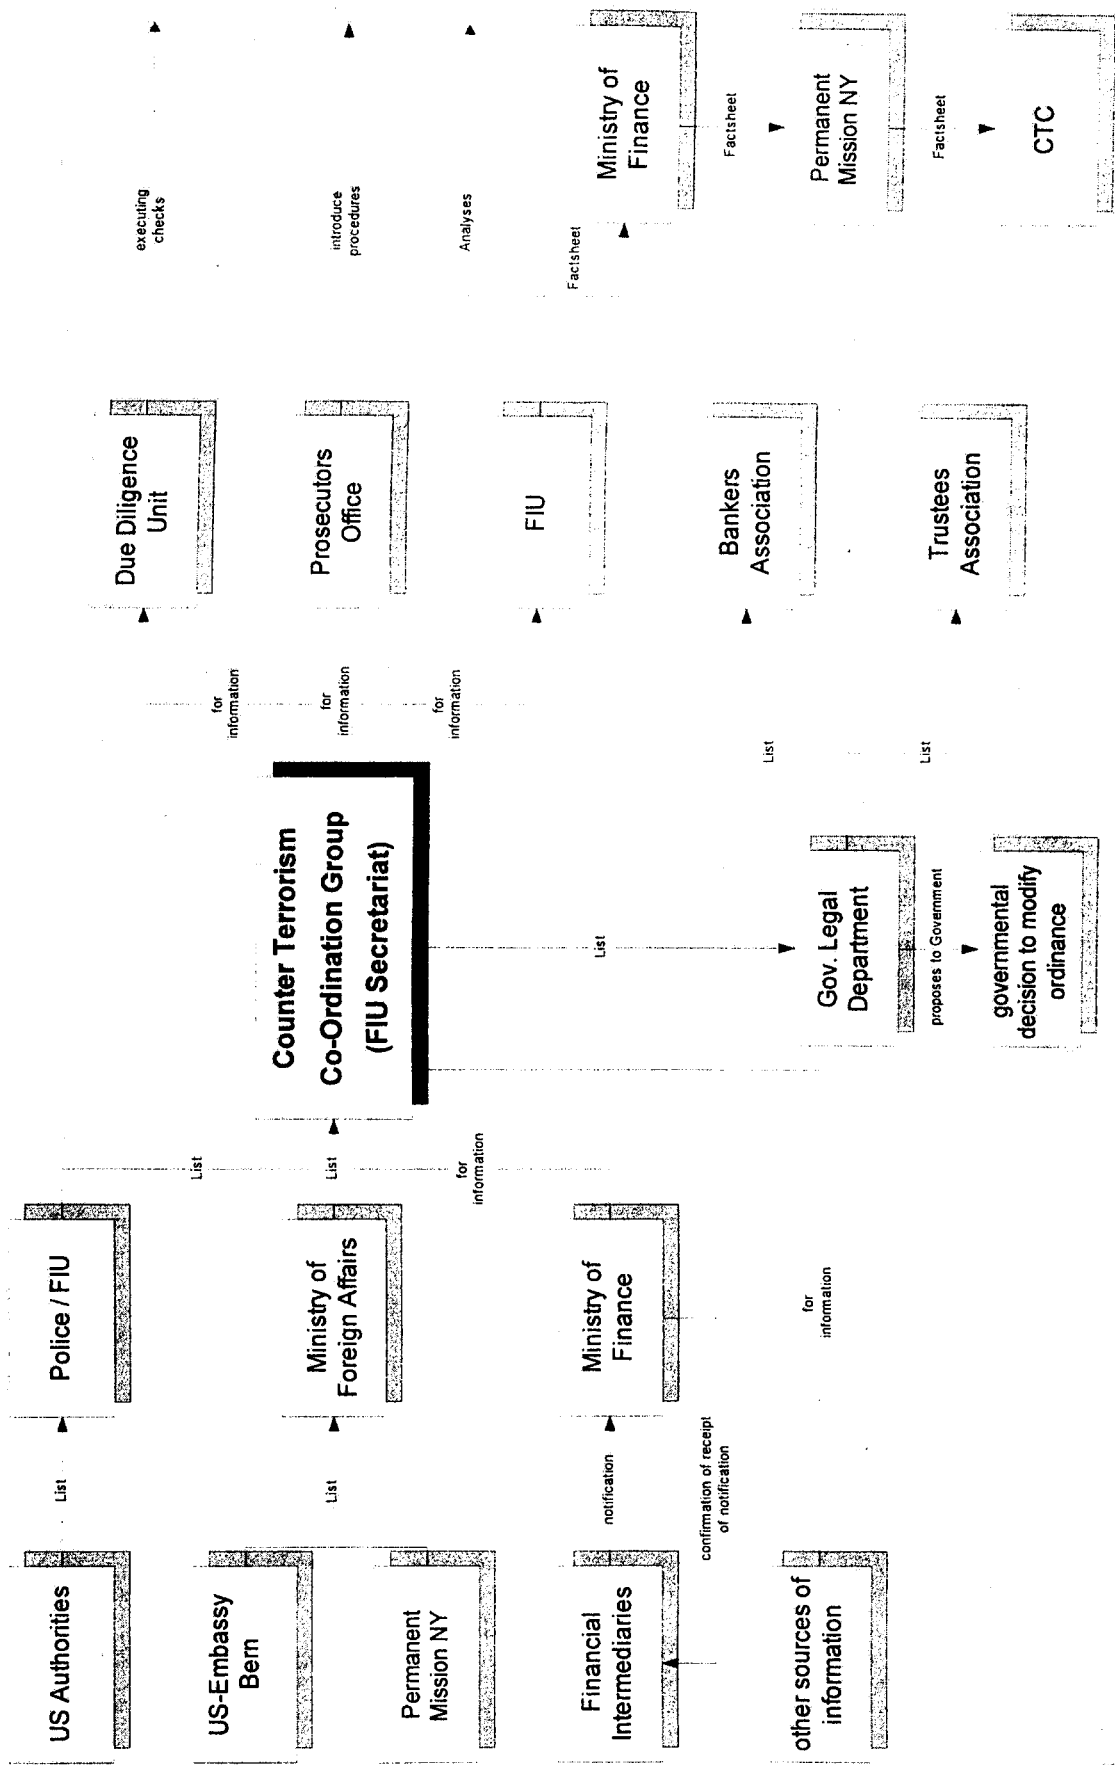 US Authorities
US-Embassy
Bern
Permanent
Mission NY
Financial
Intermediaries
other sources of
information
List
List
notification
confirmation of receipt
of notification
Police / FIU
Ministry of
Foreign Affairs
Ministry of
Finance
for
information
List
List
for
information
Counter Terrorism
Co-Ordination Group
(FIU Secretariat)
List
Gov. Legal
Department
proposes to Government
governmental
decision to modify
ordinance
for
information
for
information
for
information
List
List
Due Diligence
Unit
Prosecutors
Office
FIU
Bankers
Association
Trustees
Association
executing
checks
introduce
procedures
Analyses
Factsheet
Ministry of
Finance
Factsheet
Permanent
Mission NY
Factsheet
CTC